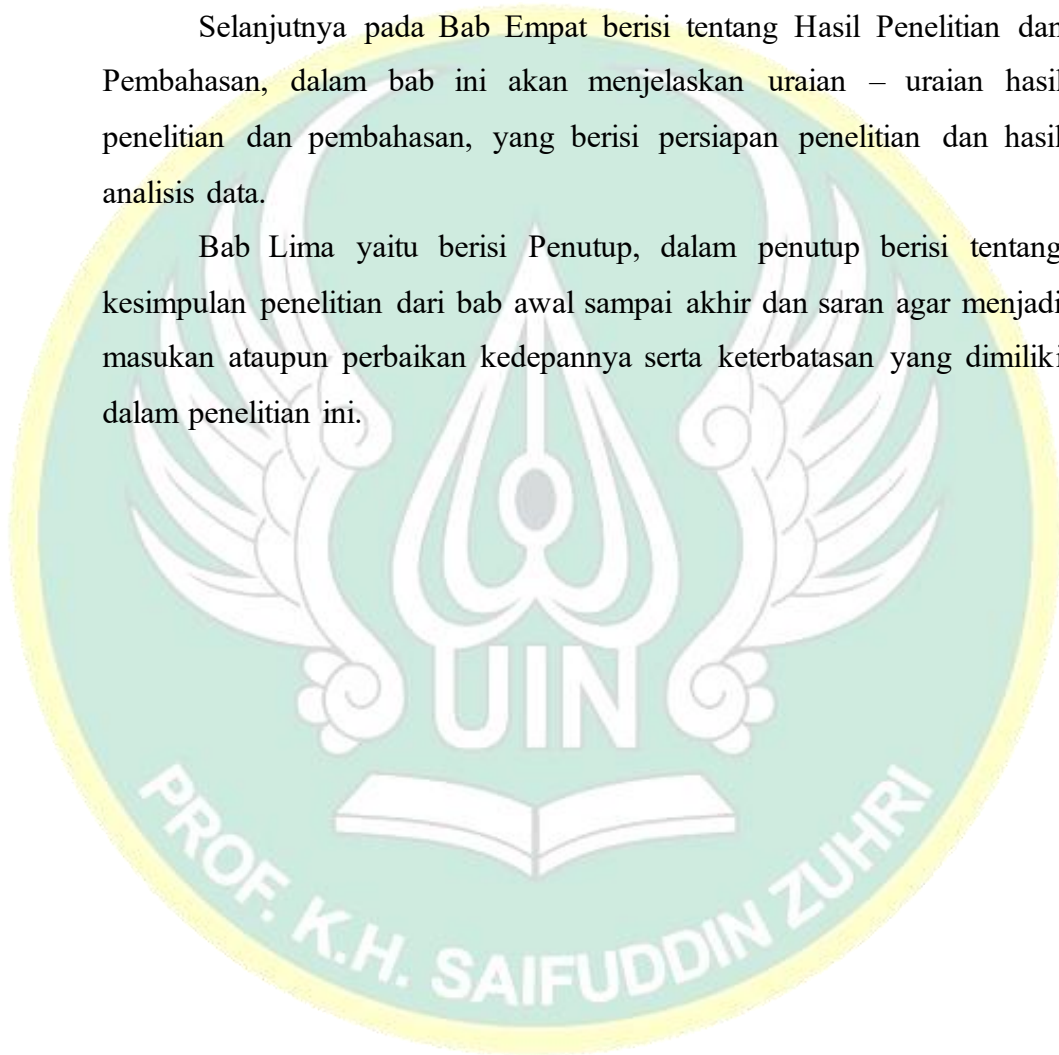 Selanjutnya pada Bab Empat berisi tentang Hasil Penelitian dan
Pembahasan, dalam bab ini akan menjelaskan uraian – uraian hasil
penelitian dan pembahasan, yang berisi persiapan penelitian dan hasil
analisis data.
Bab Lima yaitu berisi Penutup, dalam penutup berisi tentang
kesimpulan penelitian dari bab awal sampai akhir dan saran agar menjadi
masukan ataupun perbaikan kedepannya serta keterbatasan yang dimiliki
dalam penelitian ini.
UIN
PROF. K.H. SAIFUDDIN ZUHRI